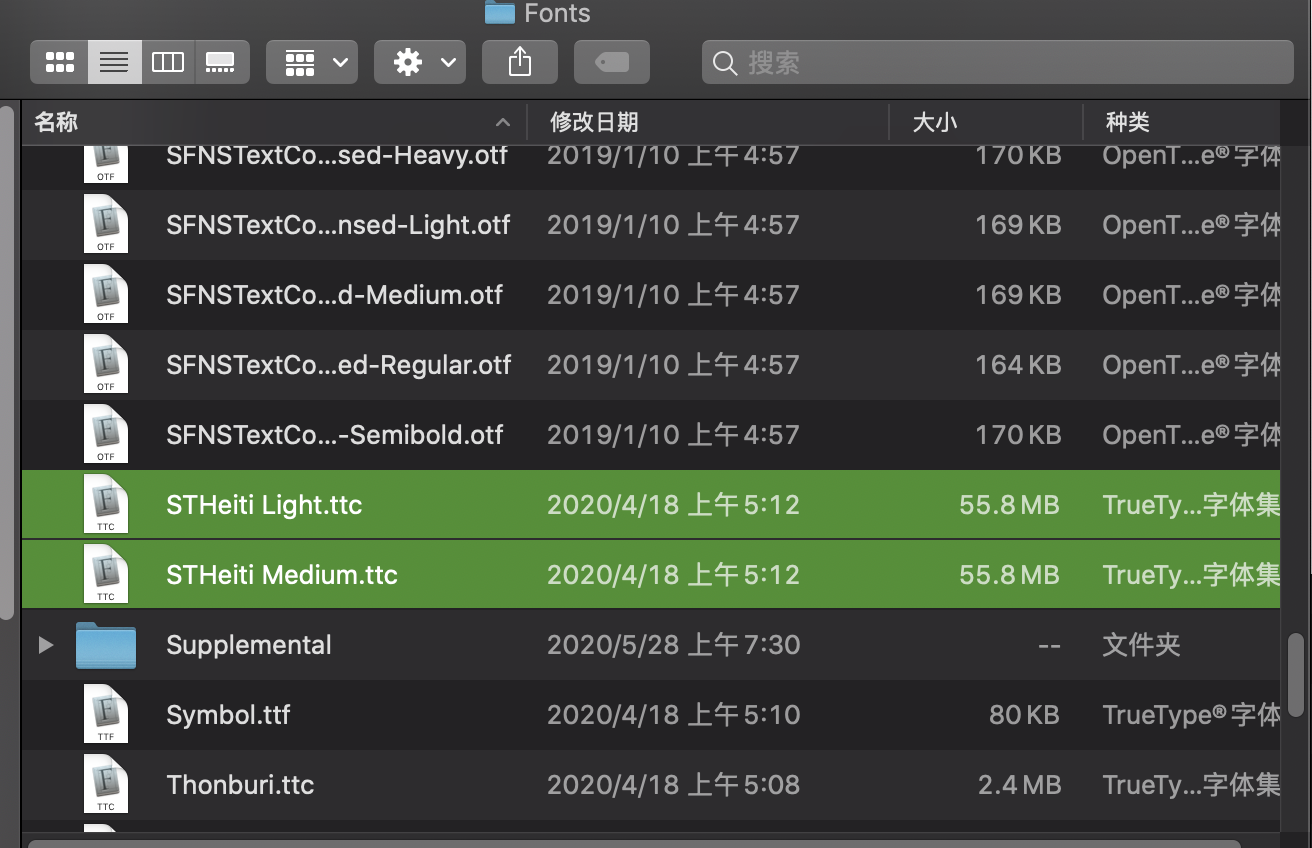 Fonts
搜索
名称 修改日期 大小 种类
SFNSTextCo...sed-Heavy.otf 2019/1/10 上午4:57 170 KB OpenT...e®字体
OTF
SFNSTextCo...nsed-Light.otf 2019/1/10 上午4:57 169 KB OpenT...e®字体
OTF
SFNSTextCo...d-Medium.otf 2019/1/10 上午4:57 169 KB OpenT...e®字体
OTF
SFNSTextCo...ed-Regular.otf 2019/1/10 上午4:57 164 KB OpenT...e®字体
OTF
SFNSTextCo...-Semibold.otf 2019/1/10 上午4:57 170 KB OpenT...e®字体
OTF
STHeiti Light.ttc 2020/4/18 上午5:12 55.8 MB TrueTy...字体集
TTC
STHeiti Medium.ttc 2020/4/18 上午5:12 55.8 MB TrueTy...字体集
TTC
Supplemental 2020/5/28 上午7:30 -- 文件夹
Symbol.ttf 2020/4/18 上午5:10 80 KB TrueType®字体
TTF
Thonburi.ttc 2020/4/18 上午5:08 2.4 MB TrueTy...字体集
TTC